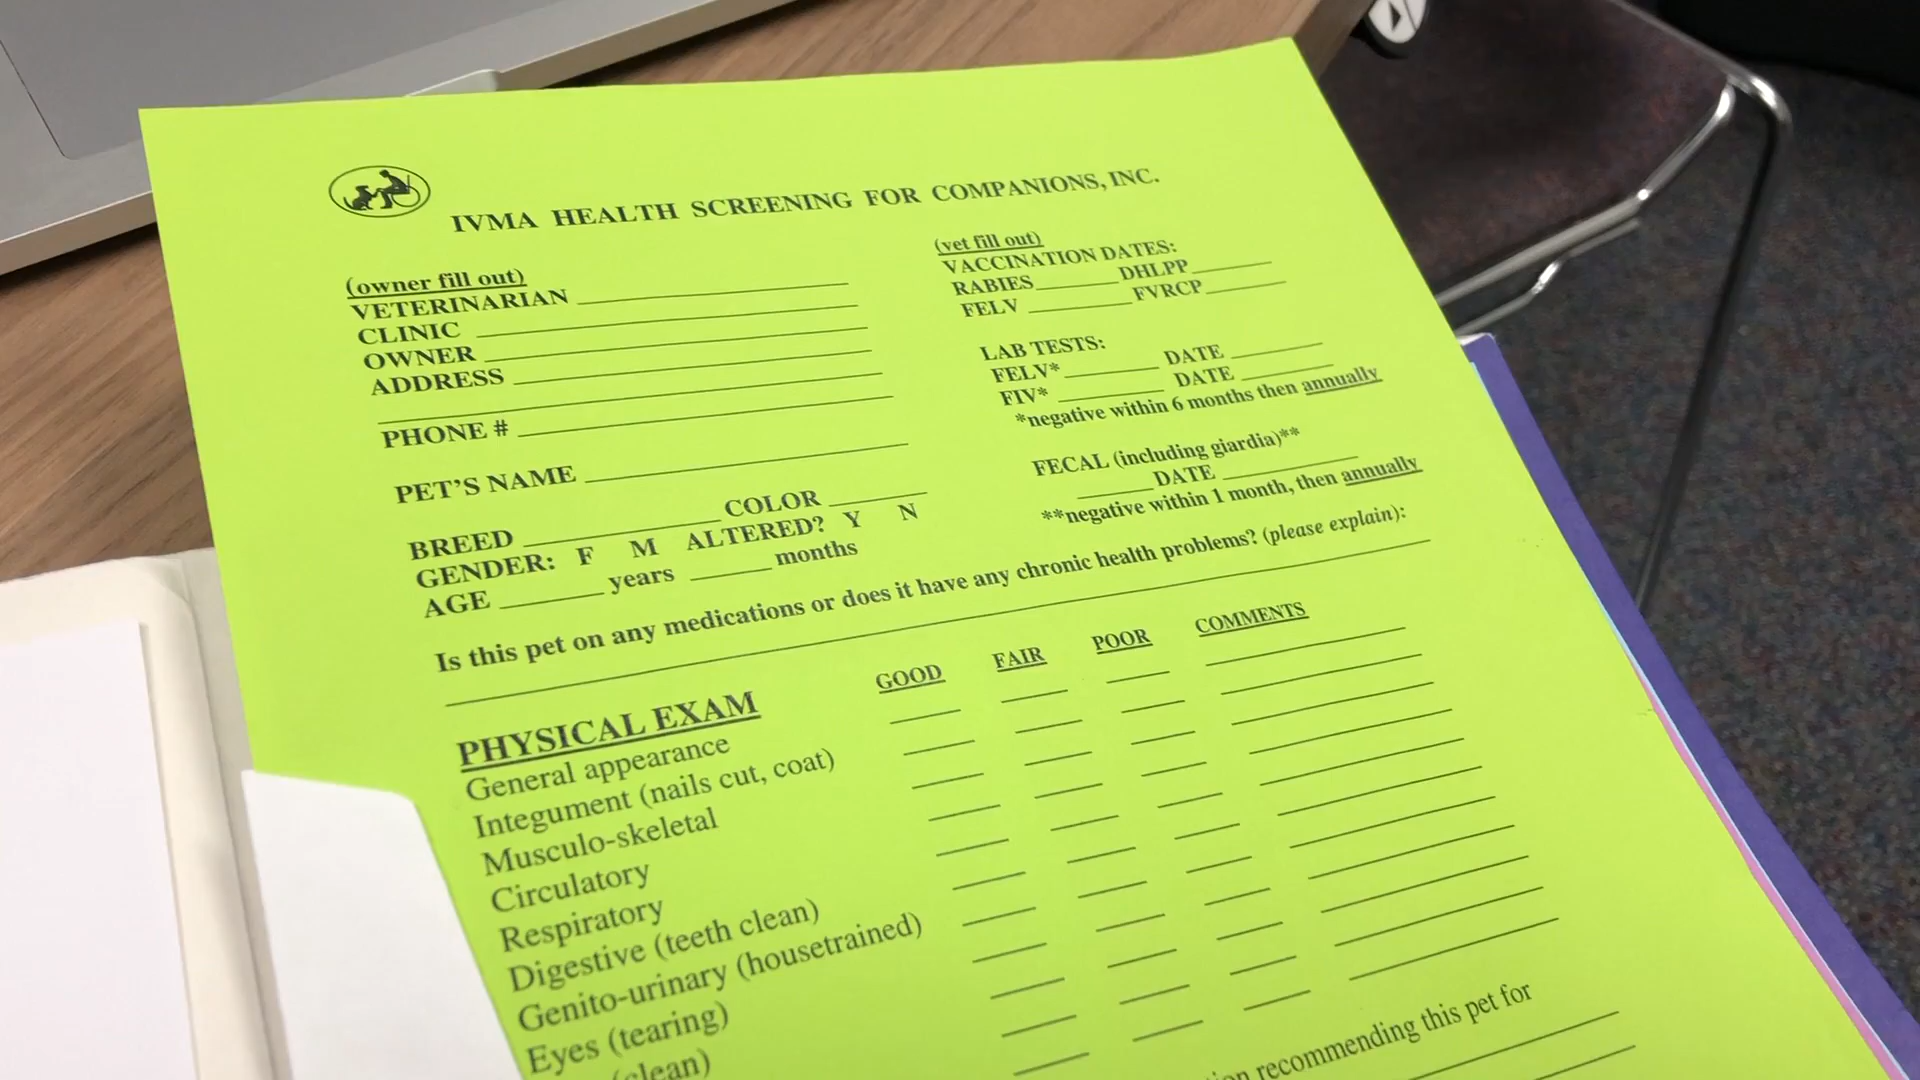 IVMA HEALTH SCREENING FOR COMPANIONS, INC.
(owner fill out)
VETERINARIAN
CLINIC
OWNER
ADDRESS
PHONE #
PET'S NAME
BREED COLOR
GENDER: F M ALTERED? Y N
AGE years months
(vet fill out)
VACCINATION DATES:
RABIES DHLPP
FELV FVRCP
LAB TESTS:
FELV* DATE
FIV* DATE
*negative within 6 months then annually
FECAL (including giardia)**
DATE
**negative within 1 month, then annually
Is this pet on any medications or does it have any chronic health problems? (please explain):
PHYSICAL EXAM GOOD FAIR POOR COMMENTS
General appearance
Integument (nails cut, coat)
Musculo-skeletal
Circulatory
Respiratory
Digestive (teeth clean)
Genito-urinary (housetrained)
Eyes (tearing)
clean)
recommending this pet for